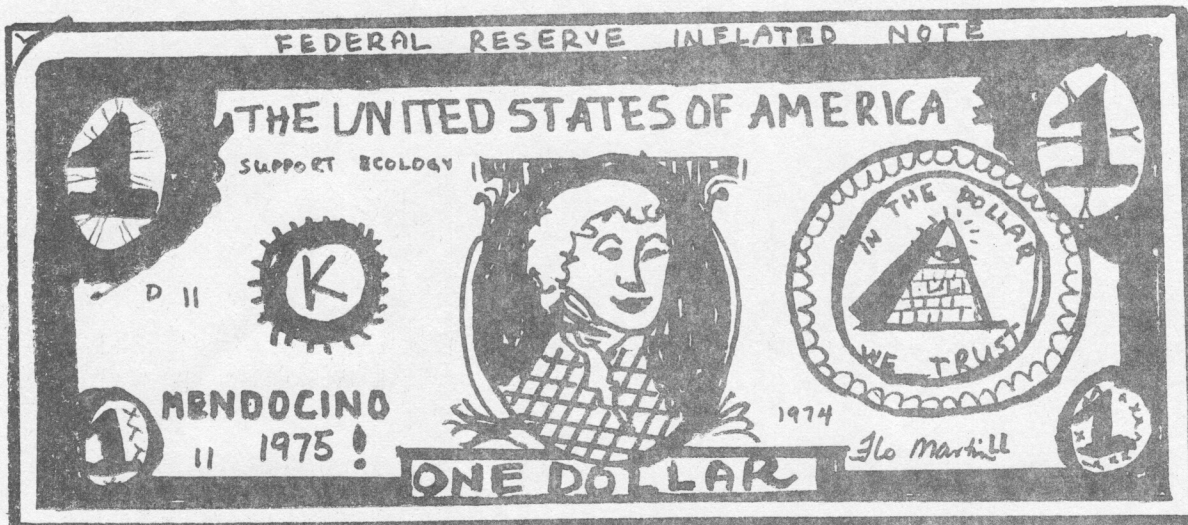 FEDERAL RESERVE INFLATED NOTE
1 1
THE UNITED STATES OF AMERICA
SUPPORT ECOLOGY
IN THE DOLLAR
WE TRUST
K
D 11
MENDOCINO
1975!
11
1974
Flo
1 1
ONE DOLLAR